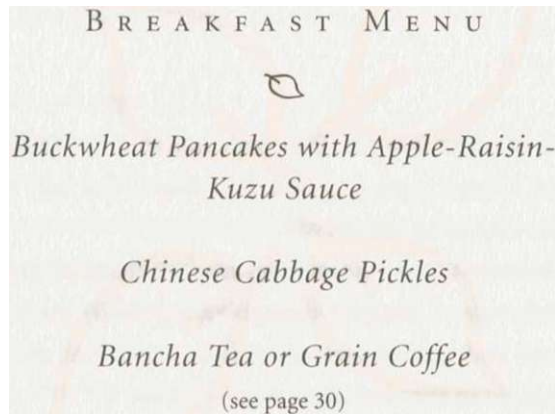 BREAKFAST MENU
Buckwheat Pancakes with Apple-Raisin-
Kuzu Sauce
Chinese Cabbage Pickles
Bancha Tea or Grain Coffee
(see page 30)